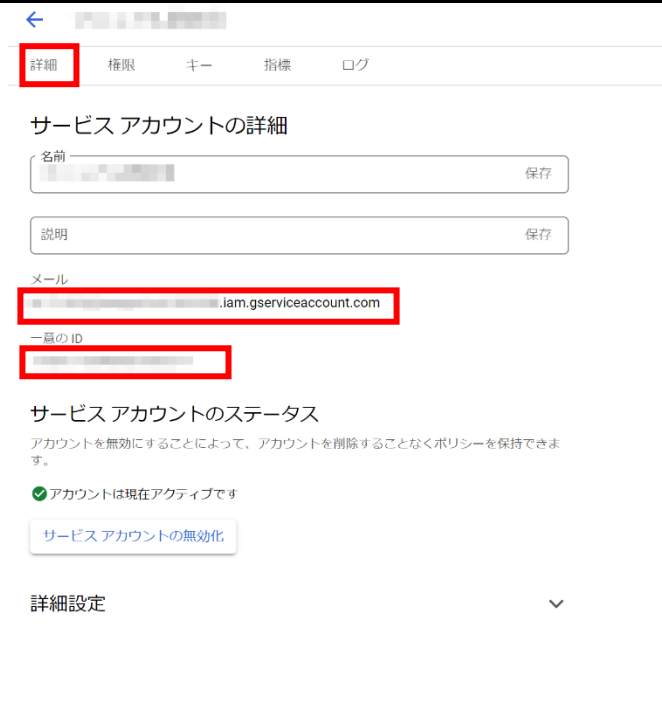 詳細 権限 キー 指標 ログ
サービス アカウントの詳細
名前
保存
説明 保存
メール
.iam.gserviceaccount.com
一意の ID
サービス アカウントのステータス
アカウントを無効にすることによって、アカウントを削除することなくポリシーを保持できま
す。
アカウントは現在アクティブです
サービス アカウントの無効化
詳細設定